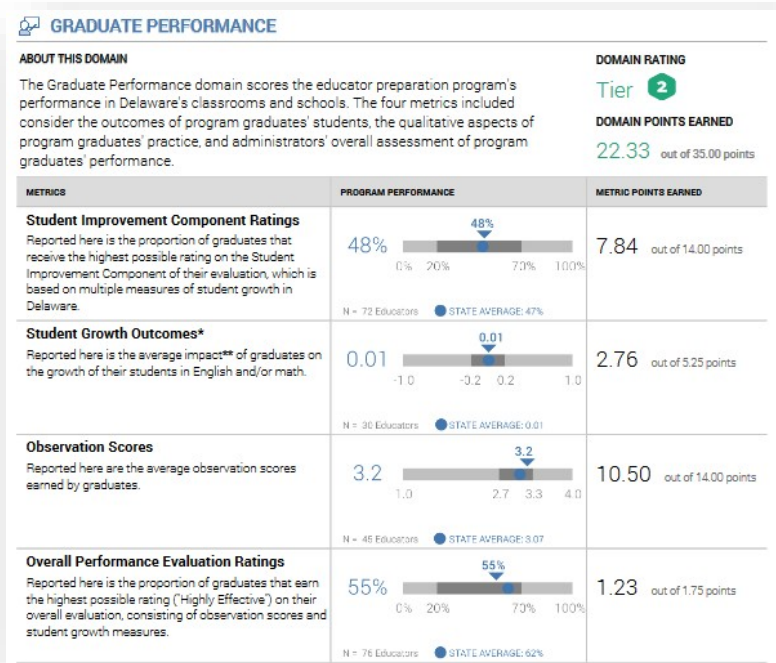 GRADUATE PERFORMANCE
ABOUT THIS DOMAIN
The Graduate Performance domain scores the educator preparation program's
performance in Delaware's classrooms and schools. The four metrics included
consider the outcomes of program graduates' students, the qualitative aspects of
program graduates' practice, and administrators' overall assessment of program
graduates' performance.
DOMAIN RATING
Tier 2
DOMAIN POINTS EARNED
22.33 out of 35.00 points
METRICS PROGRAM PERFORMANCE METRIC POINTS EARNED
Student Improvement Component Ratings
Reported here is the proportion of graduates that
receive the highest possible rating on the Student
Improvement Component of their evaluation, which is
based on multiple measures of student growth in
Delaware.
48%
48%
0% 20% 70% 100%
N = 72 Educators STATE AVERAGE: 47%
7.84 out of 14.00 points
Student Growth Outcomes*
Reported here is the average impact** of graduates on
the growth of their students in English and/or math.
0.01
0.01
-1.0 -0.2 0.2 1.0
N = 30 Educators STATE AVERAGE: 0.01
2.76 out of 5.25 points
Observation Scores
Reported here are the average observation scores
earned by graduates.
3.2
3.2
1.0 2.7 3.3 4.0
N = 45 Educators STATE AVERAGE: 3.07
10.50 out of 14.00 points
Overall Performance Evaluation Ratings
Reported here is the proportion of graduates that earn
the highest possible rating ("Highly Effective") on their
overall evaluation, consisting of observation scores and
student growth measures.
55%
55%
0% 20% 70% 100%
N = 76 Educators STATE AVERAGE: 62%
1.23 out of 1.75 points